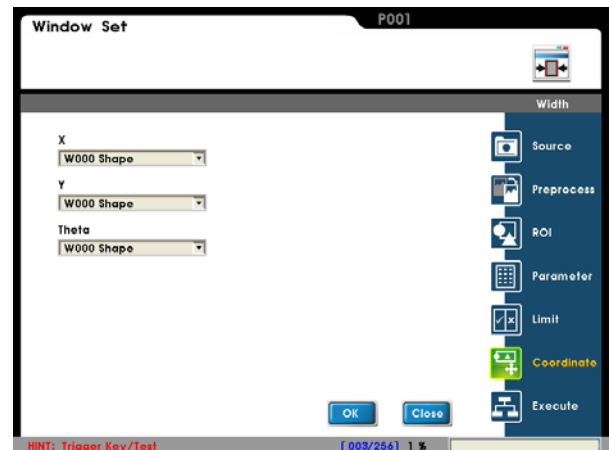 Window Set
P001
Width
X
W000 Shape
Y
W000 Shape
Theta
W000 Shape
Source
Preprocess
ROI
Parameter
Limit
Coordinate
Execute
OK
Close
HINT: Trigger Key/Test
[003/256] 1 %